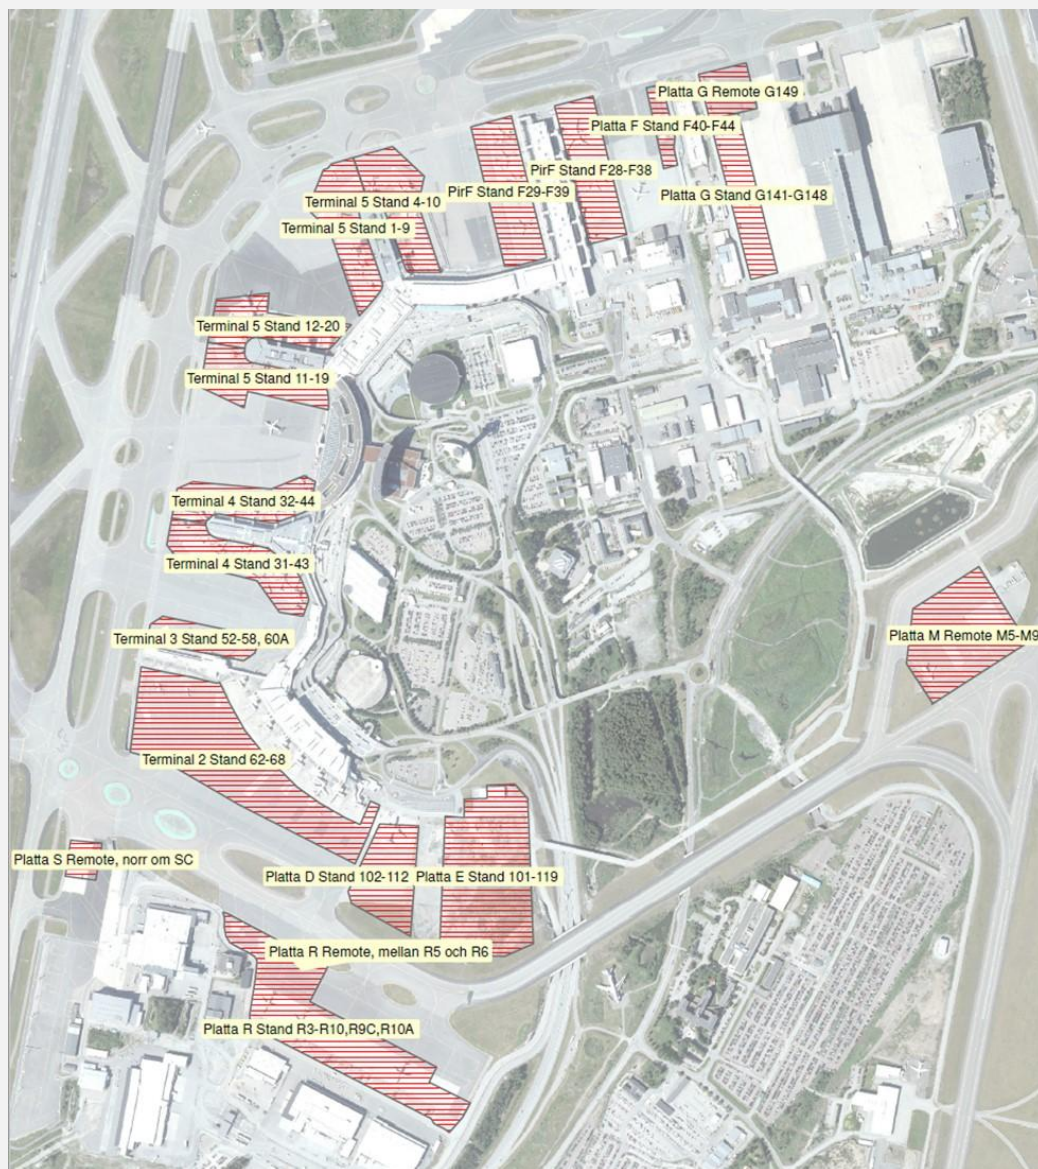 Platta G Remote G149
Platta F Stand F40-F44
PirF Stand F28-F38
PirF Stand F29-F39
Platta G Stand G141-G148
Terminal 5 Stand 4-10
Terminal 5 Stand 1-9
Terminal 5 Stand 12-20
Terminal 5 Stand 11-19
Terminal 4 Stand 32-44
Terminal 4 Stand 31-43
Terminal 3 Stand 52-58, 60A
Platta M Remote M5-M9
Terminal 2 Stand 62-68
Platta S Remote, norr om SC
Platta D Stand 102-112
Platta E Stand 101-119
Platta R Remote, mellan R5 och R6
Platta R Stand R3-R10,R9C,R10A